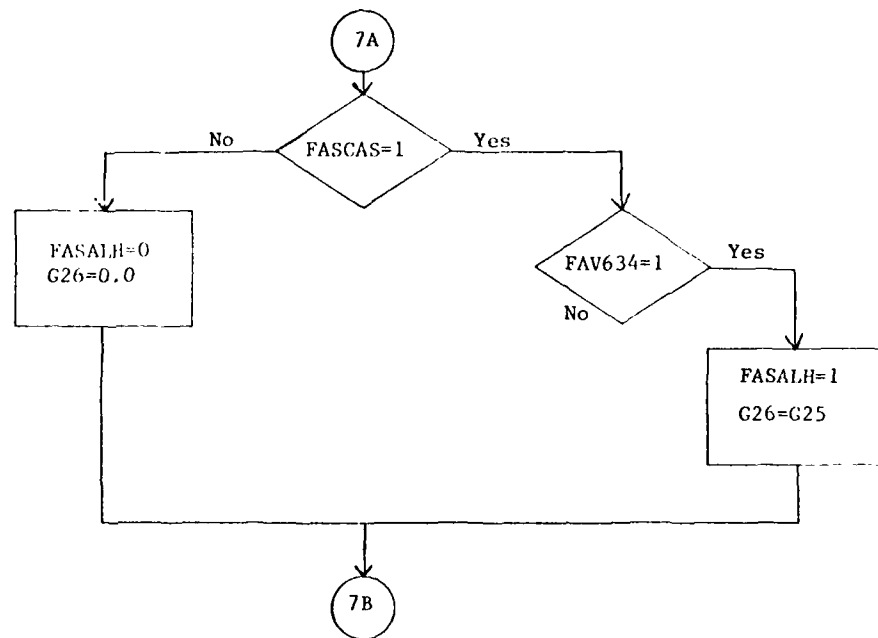 7A
No
FASCAS=1
Yes
FASALH=0
G26=0.0
FAV634=1
Yes
No
FASALH=1
G26=G25
7B